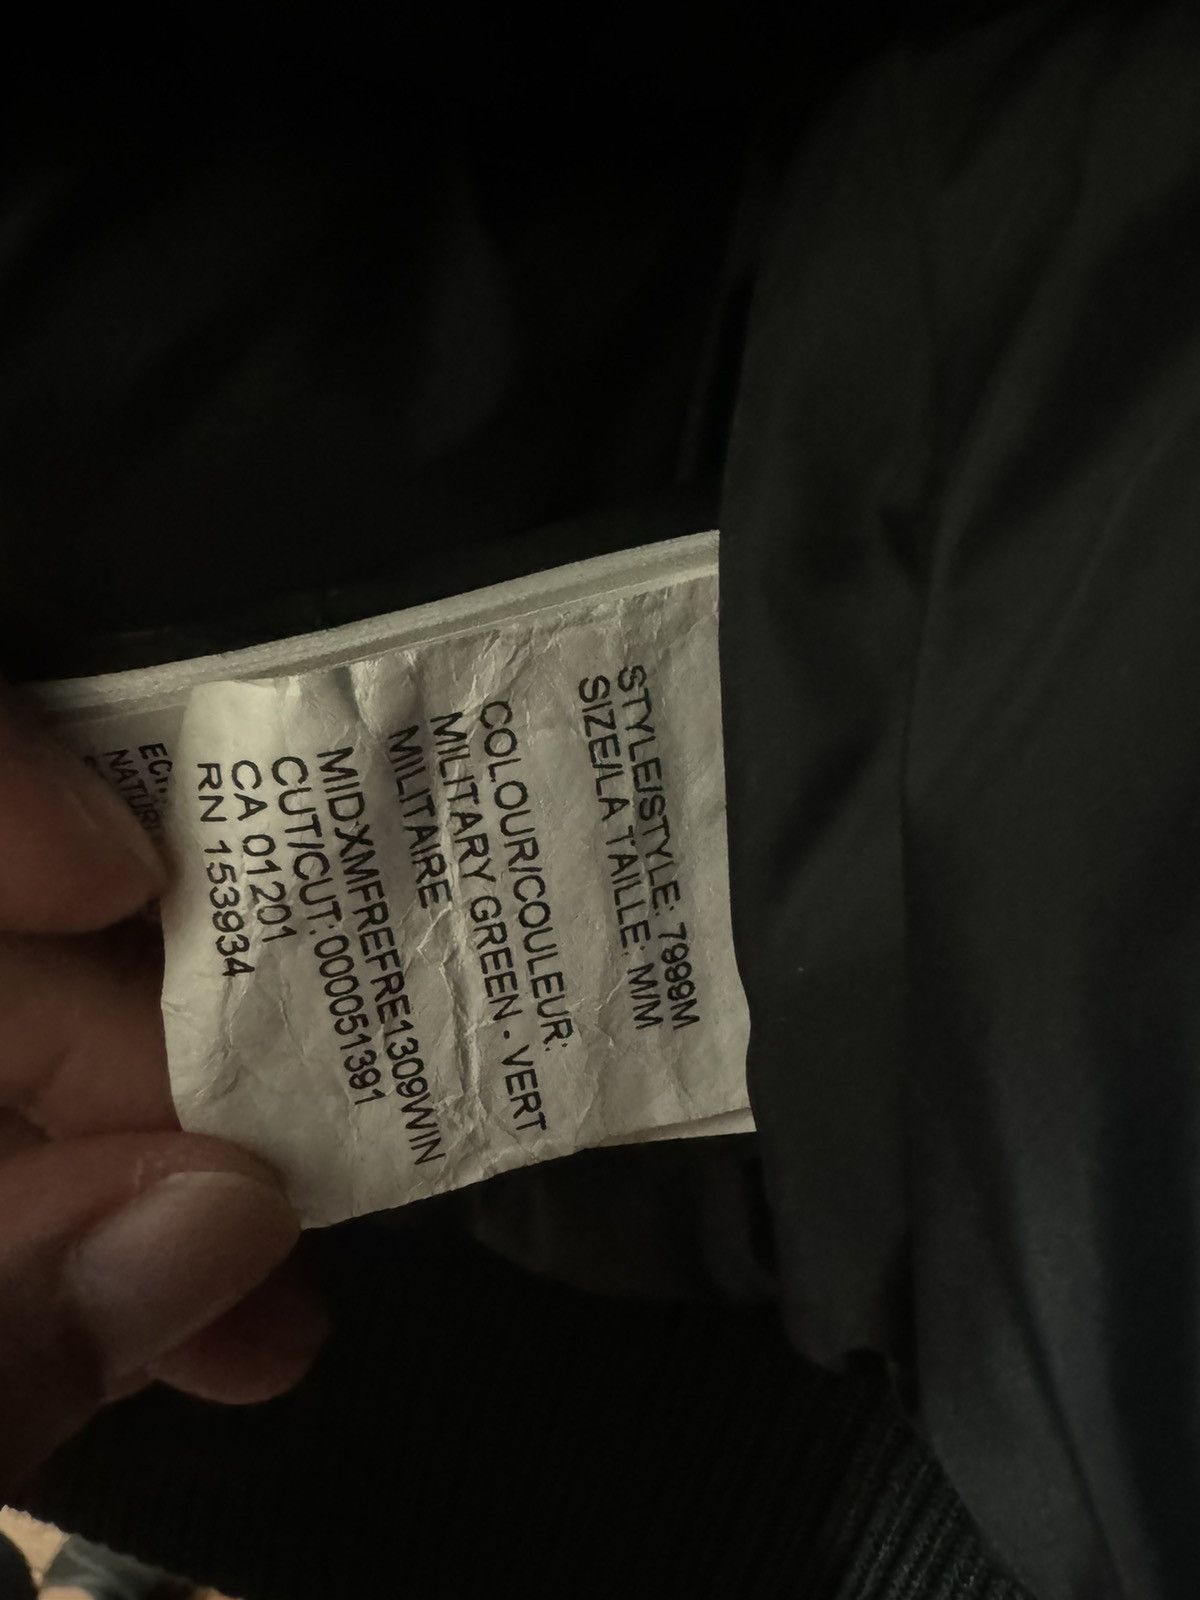 STYLE/STYLE: 7999M
SIZE/LA TAILLE: M/M
COLOUR/COULEUR:
MILITARY GREEN - VERT
MILITAIRE
MIDXMFREFRE1309WIN
CUT/CUT: 000051391
CA 01201
RN 153934